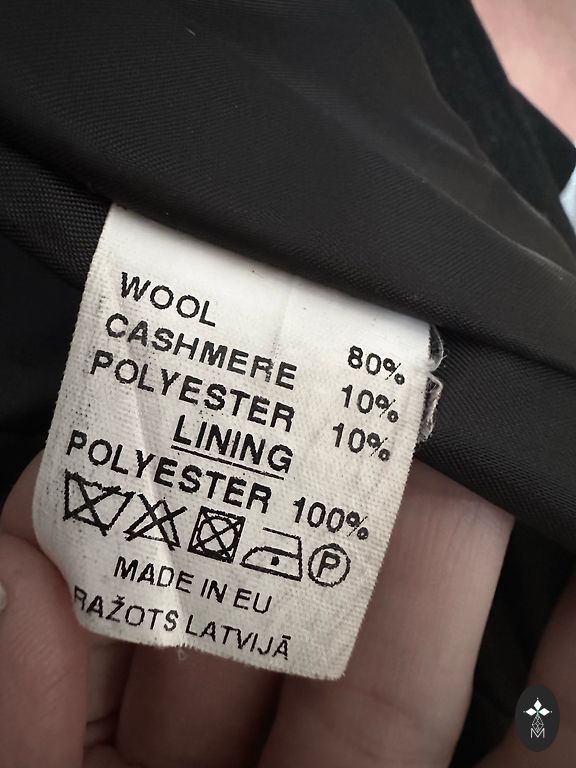 WOOL 80%
CASHMERE 10%
POLYESTER 10%
LINING
POLYESTER 100%
P
MADE IN EU
RAŽOTS LATVIJĀ
M